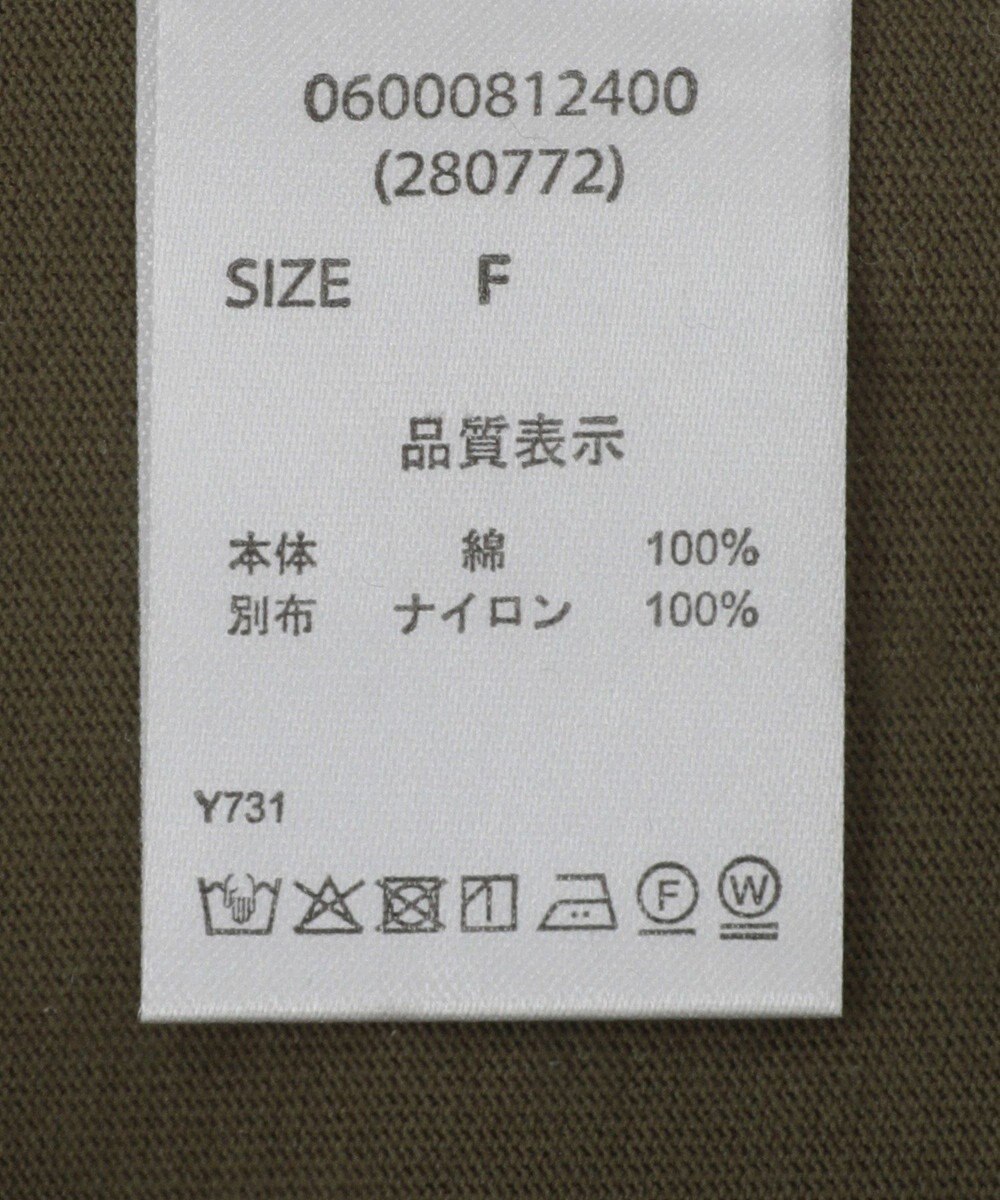 06000812400
(280772)
SIZE F
品質表示
本体 綿 100%
別布 ナイロン 100%
Y731
F W